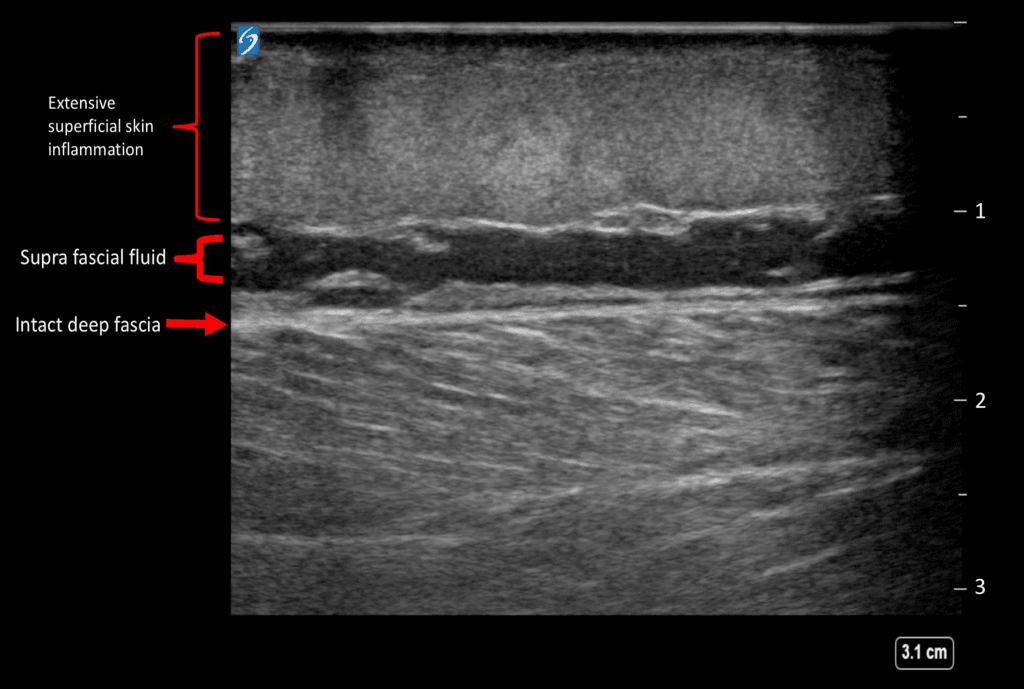 Extensive
superficial skin
inflammation
1
Supra fascial fluid
Intact deep fascia
2
3
3.1 cm